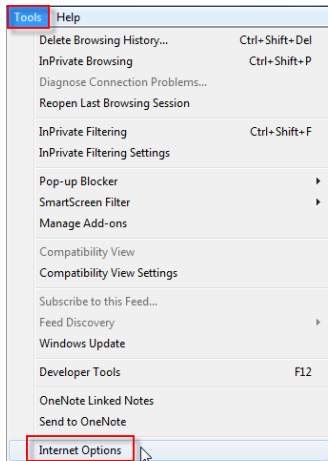 Tools Help
Delete Browsing History... Ctrl+Shift+Del
InPrivate Browsing Ctrl+Shift+P
Diagnose Connection Problems...
Reopen Last Browsing Session
InPrivate Filtering Ctrl+Shift+F
InPrivate Filtering Settings
Pop-up Blocker
SmartScreen Filter
Manage Add-ons
Compatibility View
Compatibility View Settings
Subscribe to this Feed...
Feed Discovery
Windows Update
Developer Tools F12
OneNote Linked Notes
Send to OneNote
Internet Options